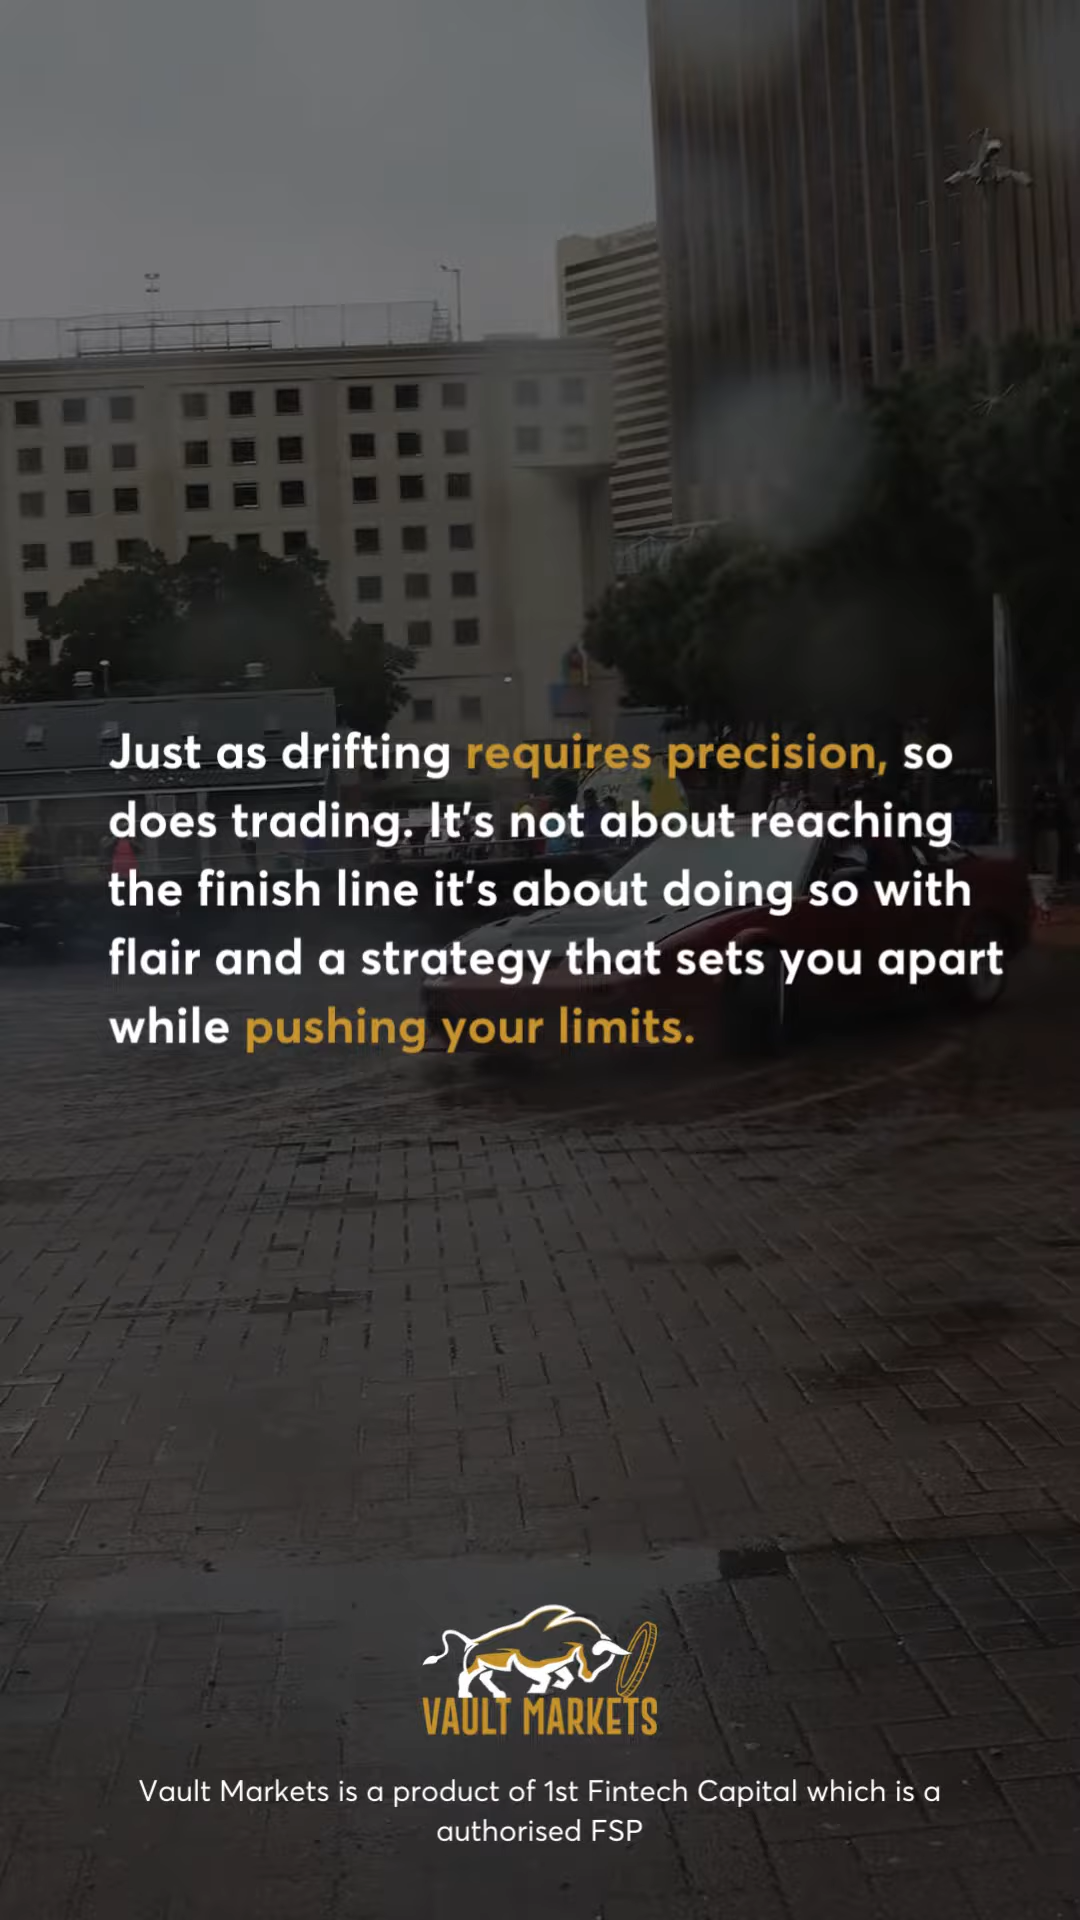 Just as drifting requires precision, so
does trading. It's not about reaching
the finish line it's about doing so with
flair and a strategy that sets you apart
while pushing your limits.
VAULT MARKETS
Vault Markets is a product of 1st Fintech Capital which is a
authorised FSP